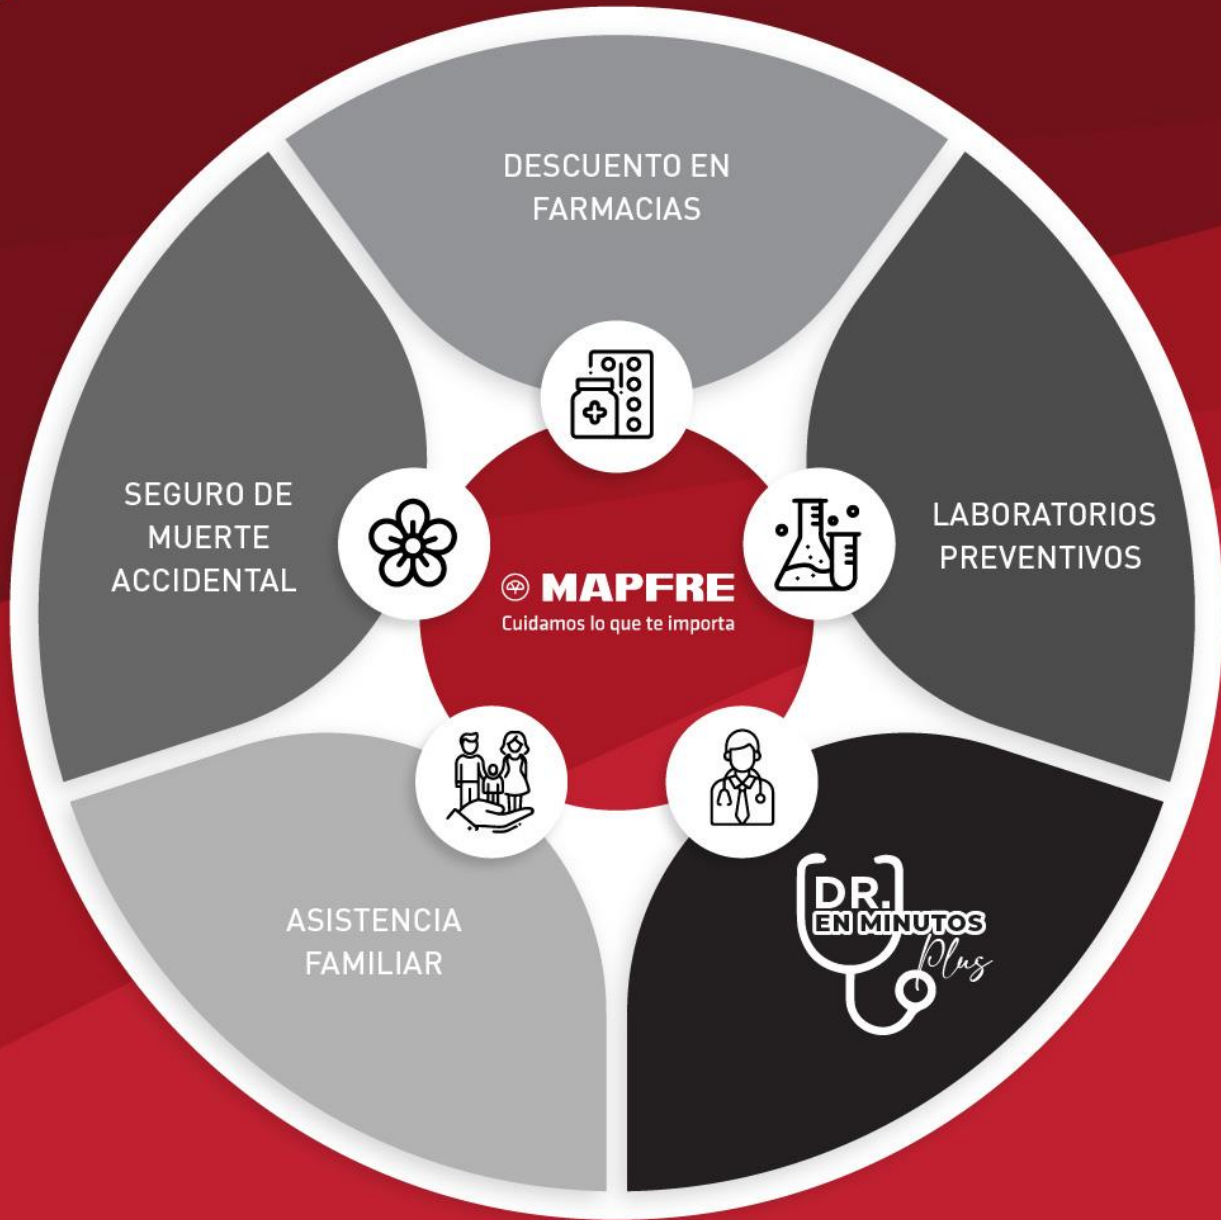 DESCUENTO EN
FARMACIAS
LABORATORIOS
PREVENTIVOS
DR.
EN MINUTOS
Plus
ASISTENCIA
FAMILIAR
SEGURO DE
MUERTE
ACCIDENTAL
MAPFRE
Cuidamos lo que te importa